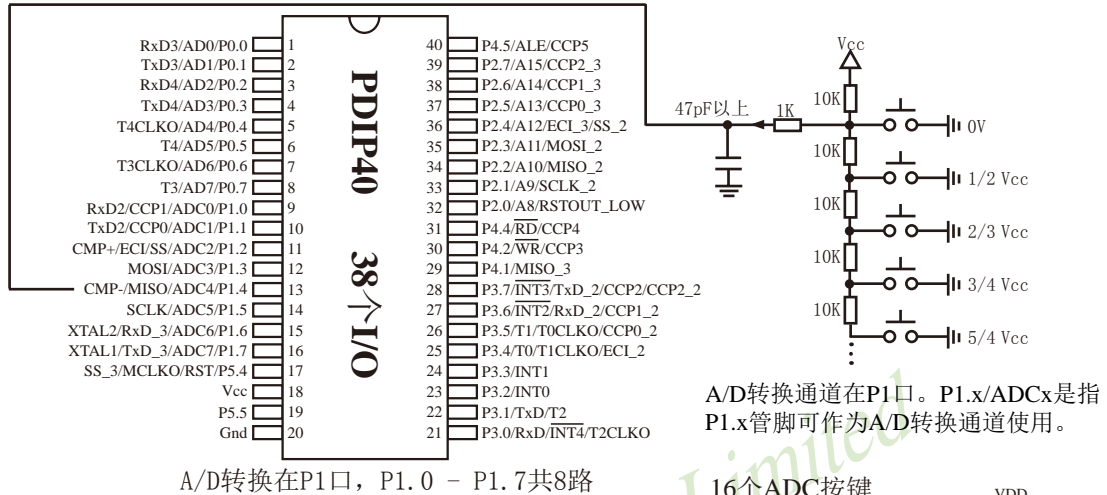 RxD3/AD0/P0.0 1
TxD3/AD1/P0.1 2
RxD4/AD2/P0.2 3
TxD4/AD3/P0.3 4
T4CLKO/AD4/P0.4 5
T4/AD5/P0.5 6
T3CLKO/AD6/P0.6 7
T3/AD7/P0.7 8
RxD2/CCP1/ADC0/P1.0 9
TxD2/CCP0/ADC1/P1.1 10
CMP+/ECI/SS/ADC2/P1.2 11
MOSI/ADC3/P1.3 12
CMP-/MISO/ADC4/P1.4 13
SCLK/ADC5/P1.5 14
XTAL2/RxD_3/ADC6/P1.6 15
XTAL1/TxD_3/ADC7/P1.7 16
SS_3/MCLKO/RST/P5.4 17
Vcc 18
P5.5 19
Gnd 20
PDIP40 38个I/O
40 P4.5/ALE/CCP5
39 P2.7/A15/CCP2_3
38 P2.6/A14/CCP1_3
37 P2.5/A13/CCP0_3
36 P2.4/A12/ECI_3/SS_2
35 P2.3/A11/MOSI_2
34 P2.2/A10/MISO_2
33 P2.1/A9/SCLK_2
32 P2.0/A8/RSTOUT_LOW
31 P4.4/RD/CCP4
30 P4.2/WR/CCP3
29 P4.1/MISO_3
28 P3.7/INT3/TxD_2/CCP2/CCP2_2
27 P3.6/INT2/RxD_2/CCP1_2
26 P3.5/T1/T0CLKO/CCP0_2
25 P3.4/T0/T1CLKO/ECI_2
24 P3.3/INT1
23 P3.2/INT0
22 P3.1/TxD/T2
21 P3.0/RxD/INT4/T2CLKO
A/D转换在P1口，P1.0 - P1.7共8路
Vcc
10K
47pF以上 1K
0V
10K
1/2 Vcc
10K
2/3 Vcc
10K
3/4 Vcc
10K
5/4 Vcc
A/D转换通道在P1口。P1.x/ADCx是指
P1.x管脚可作为A/D转换通道使用。
16个ADC按键
VDD
imited